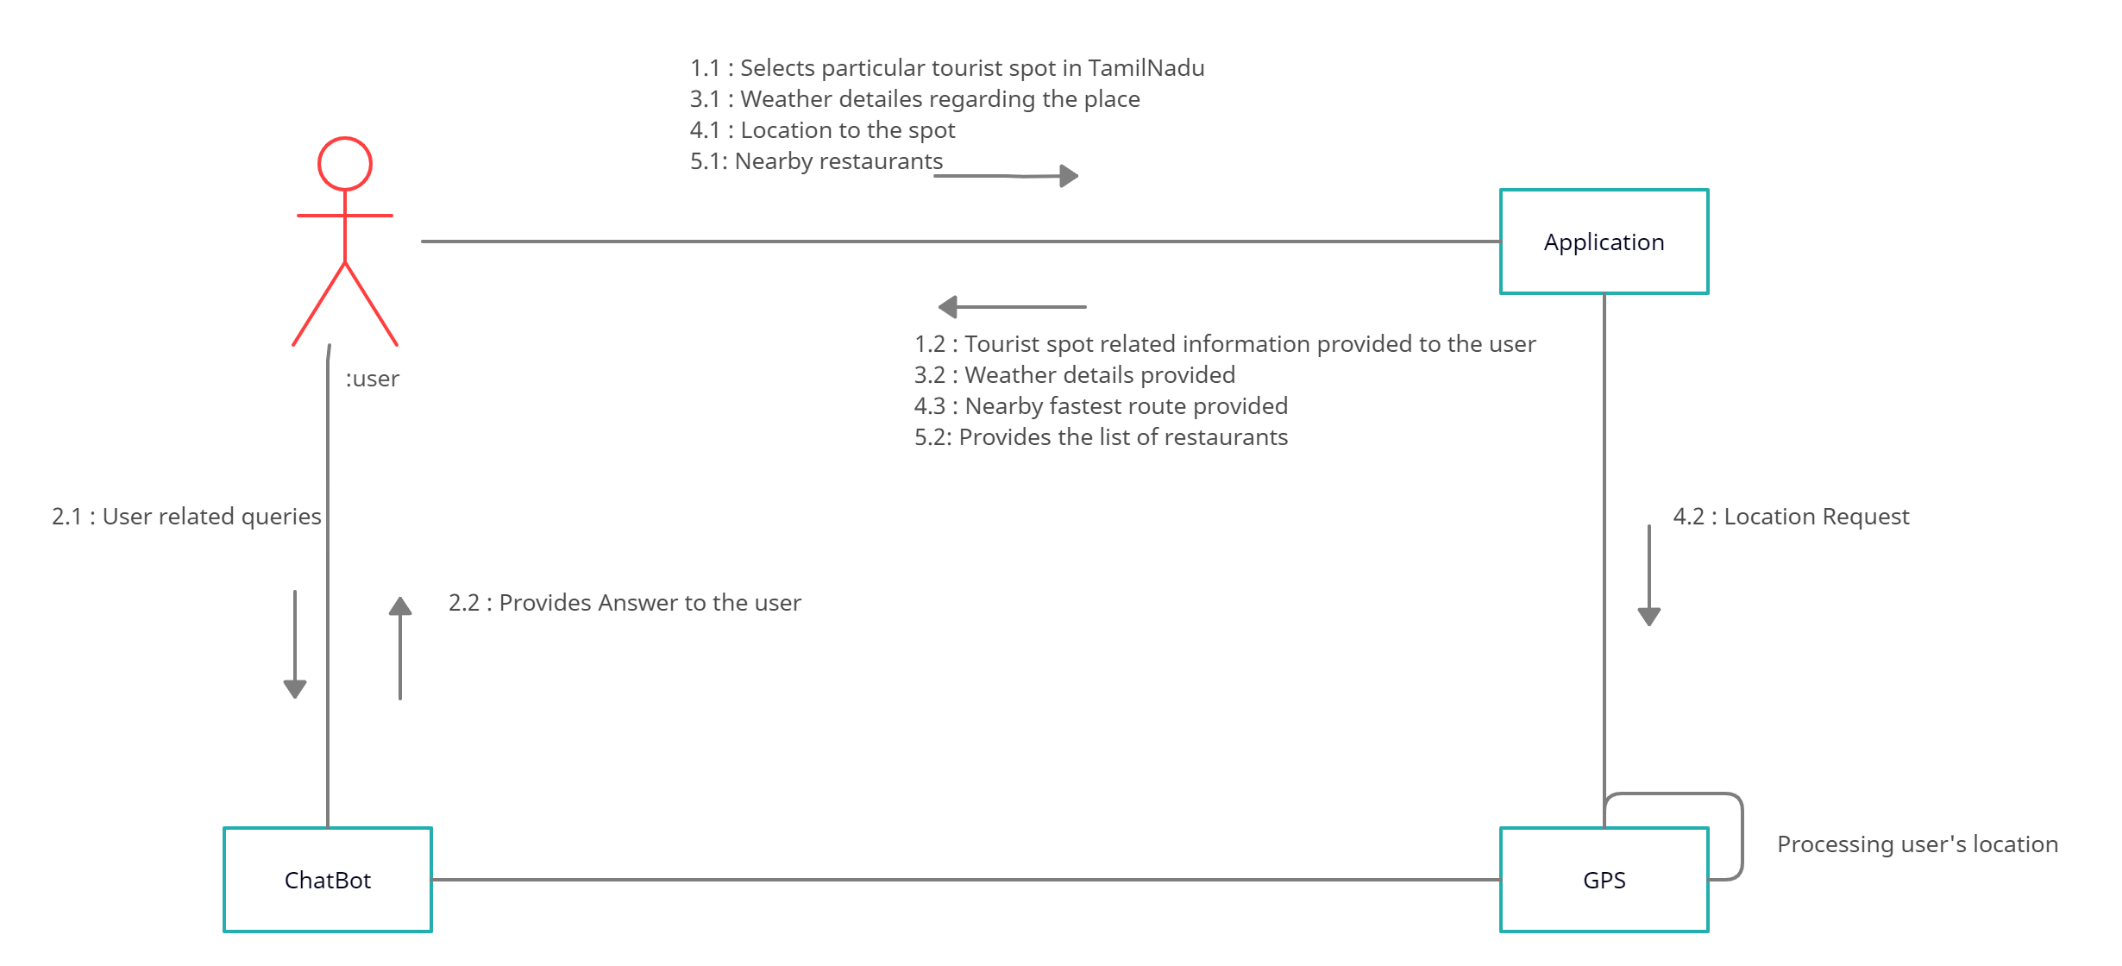 1.1 : Selects particular tourist spot in TamilNadu
3.1 : Weather detailes regarding the place
4.1 : Location to the spot
5.1: Nearby restaurants
Application
1.2 : Tourist spot related information provided to the user
3.2 : Weather details provided
4.3 : Nearby fastest route provided
5.2: Provides the list of restaurants
:user
2.1 : User related queries
4.2 : Location Request
2.2 : Provides Answer to the user
Processing user's location
ChatBot
GPS